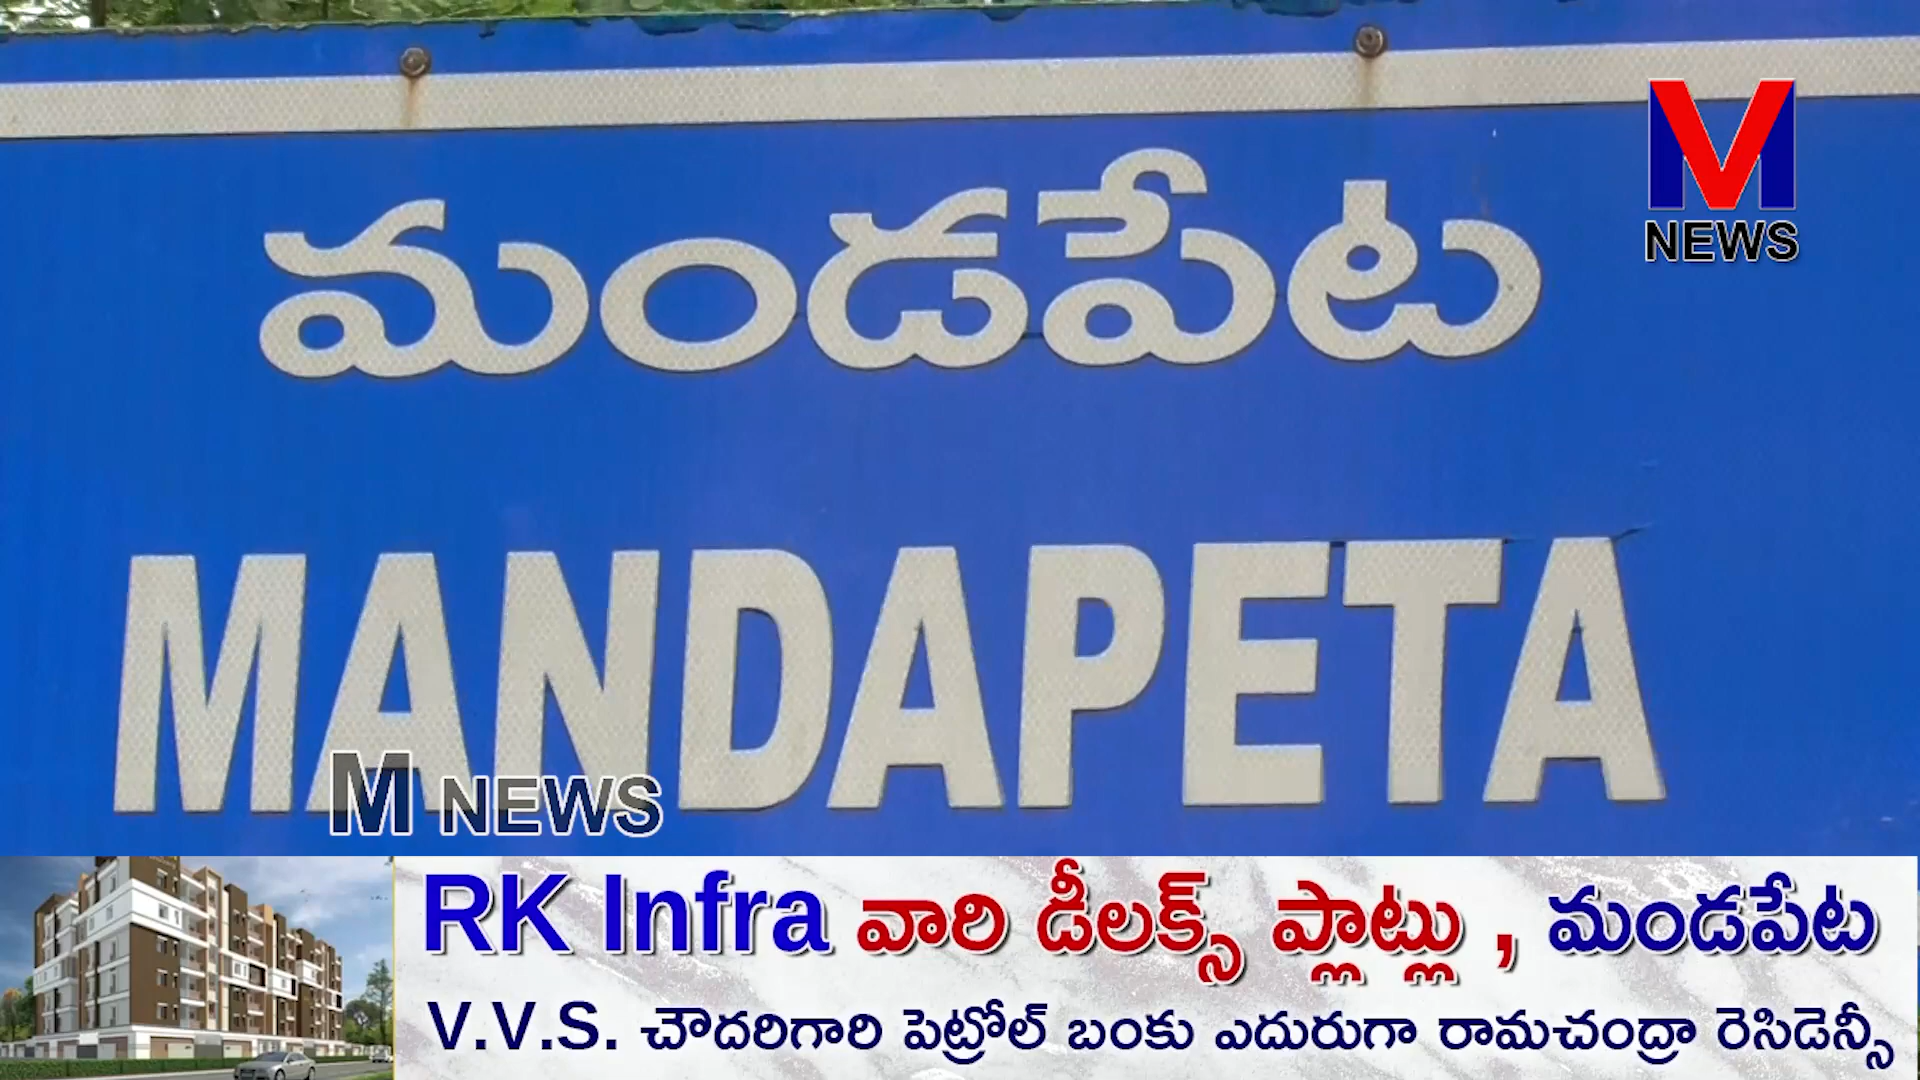 M
NEWS
మండపేట
MANDAPETA
M NEWS
RK Infra వారి డీలక్స్ ప్లాట్లు , మండపేట
V.V.S. చౌదరిగారి పెట్రోల్ బంకు ఎదురుగా రామచంద్రా రెసిడెన్సీ